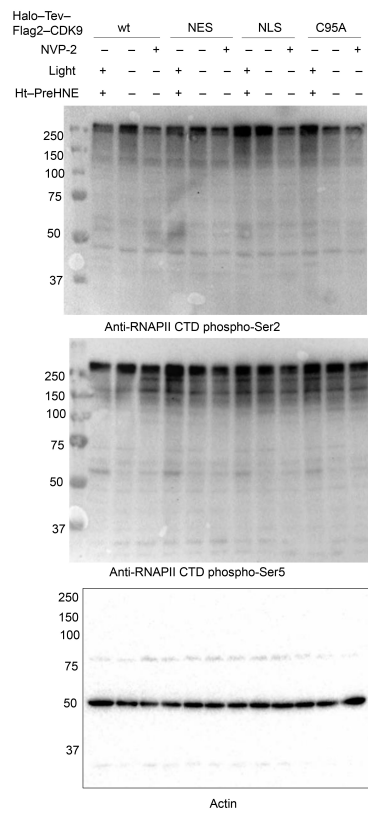 Halo–Tev–
Flag2–CDK9 wt NES NLS C95A
NVP-2 – – + – – + – – + – – +
Light + – – + – – + – – + – –
Ht–PreHNE + – – + – – + – – + – –
250
150
100
75
50
37
Anti-RNAPII CTD phospho-Ser2
250
150
100
75
50
37
Anti-RNAPII CTD phospho-Ser5
250
150
100
75
50
37
Actin